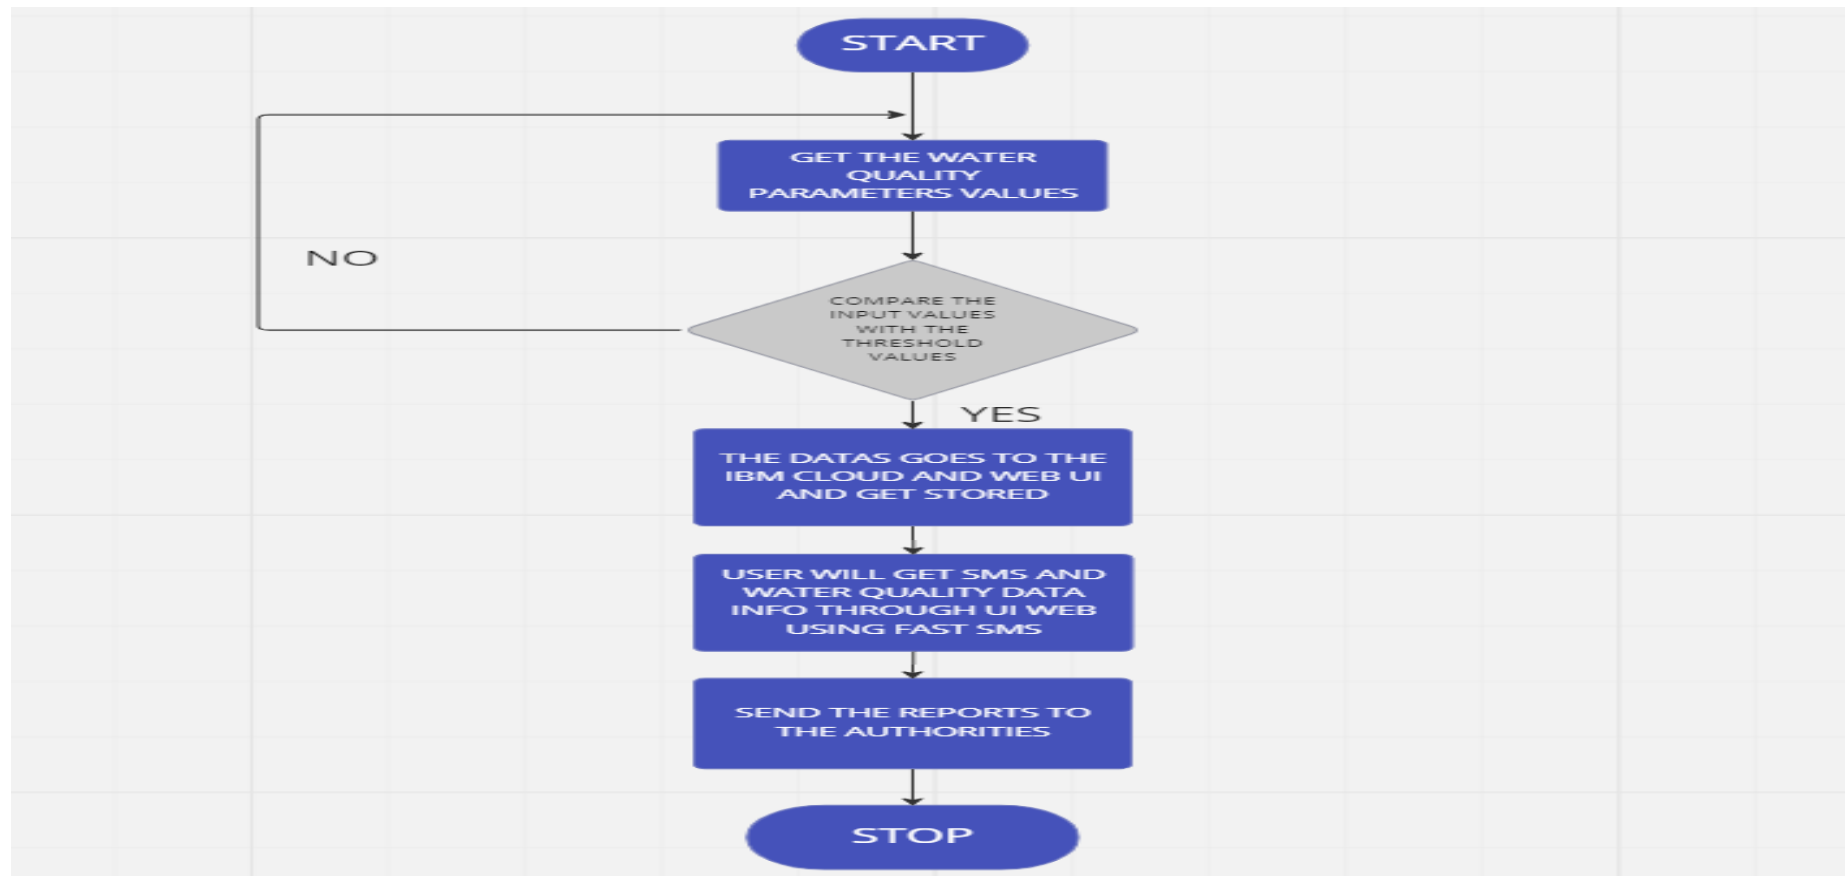 START
GET THE WATER
QUALITY
PARAMETERS VALUES
NO
COMPARE THE
INPUT VALUES
WITH THE
THRESHOLD
VALUES
YES
THE DATAS GOES TO THE
IBM CLOUD AND WEB UI
AND GET STORED
USER WILL GET SMS AND
WATER QUALITY DATA
INFO THROUGH UI WEB
USING FAST SMS
SEND THE REPORTS TO
THE AUTHORITIES
STOP